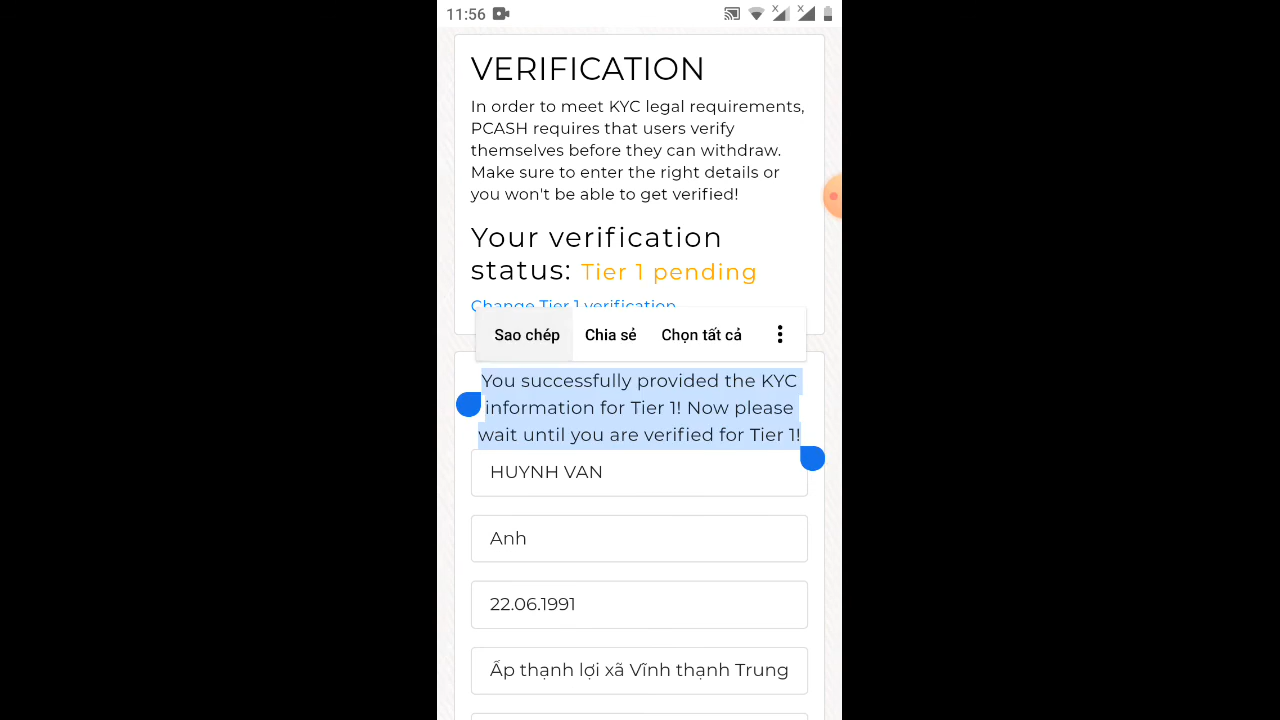 11:56
VERIFICATION
In order to meet KYC legal requirements,
PCASH requires that users verify
themselves before they can withdraw.
Make sure to enter the right details or
you won't be able to get verified!
Your verification
status: Tier 1 pending
Change Tier 1 verification
Sao chép Chia sẻ Chọn tất cả
You successfully provided the KYC
information for Tier 1! Now please
wait until you are verified for Tier 1!
HUYNH VAN
Anh
22.06.1991
Ấp thạnh lợi xã Vĩnh thạnh Trung